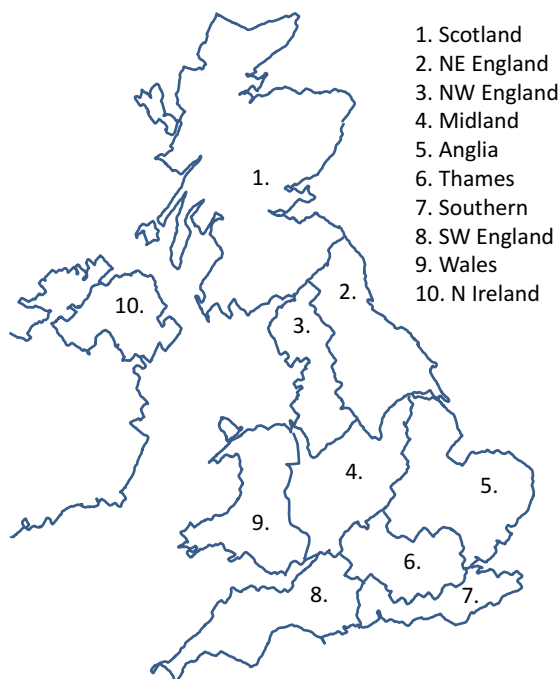 1. Scotland
2. NE England
3. NW England
4. Midland
5. Anglia
6. Thames
7. Southern
8. SW England
9. Wales
10. N Ireland
1.
2.
10.
3.
4.
5.
9.
6.
8.
7.